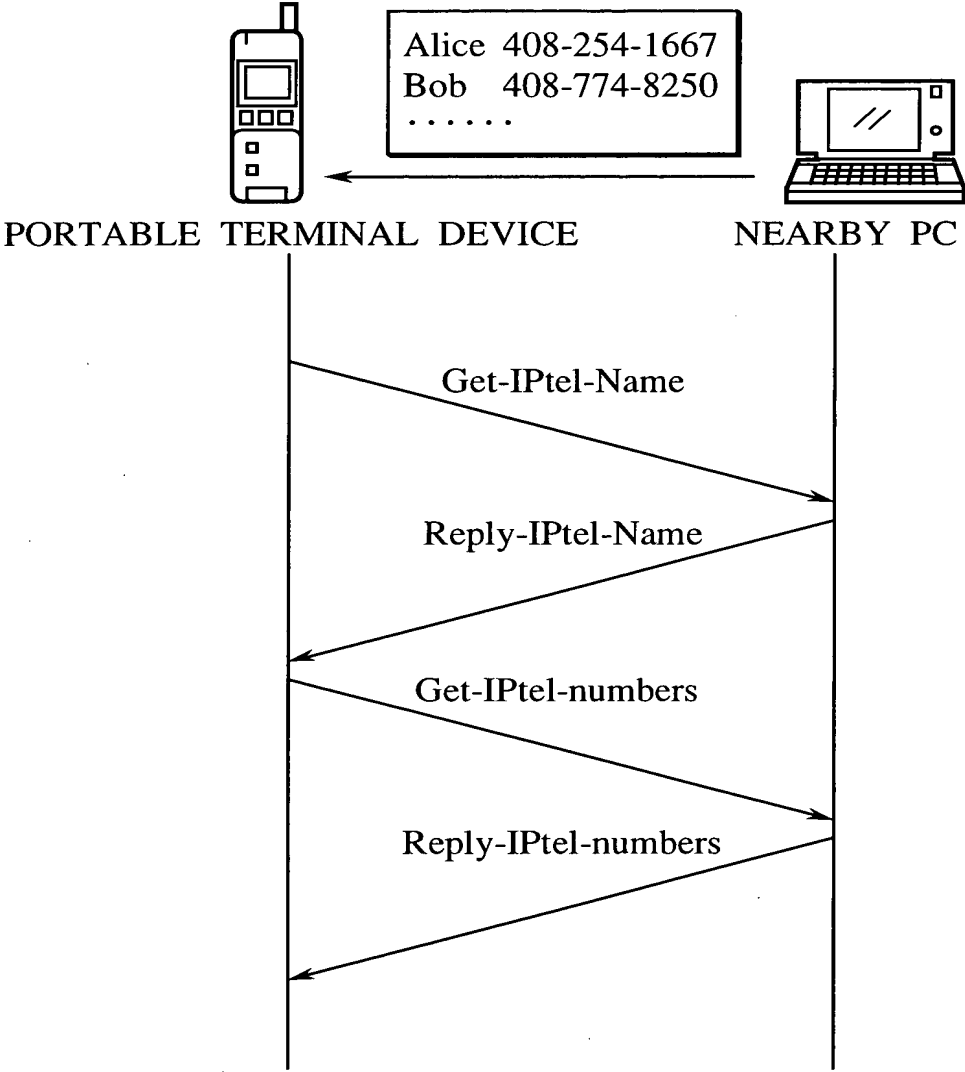 Alice 408-254-1667
Bob 408-774-8250
. . . . . .
PORTABLE TERMINAL DEVICE
NEARBY PC
Get-IPtel-Name
Reply-IPtel-Name
Get-IPtel-numbers
Reply-IPtel-numbers